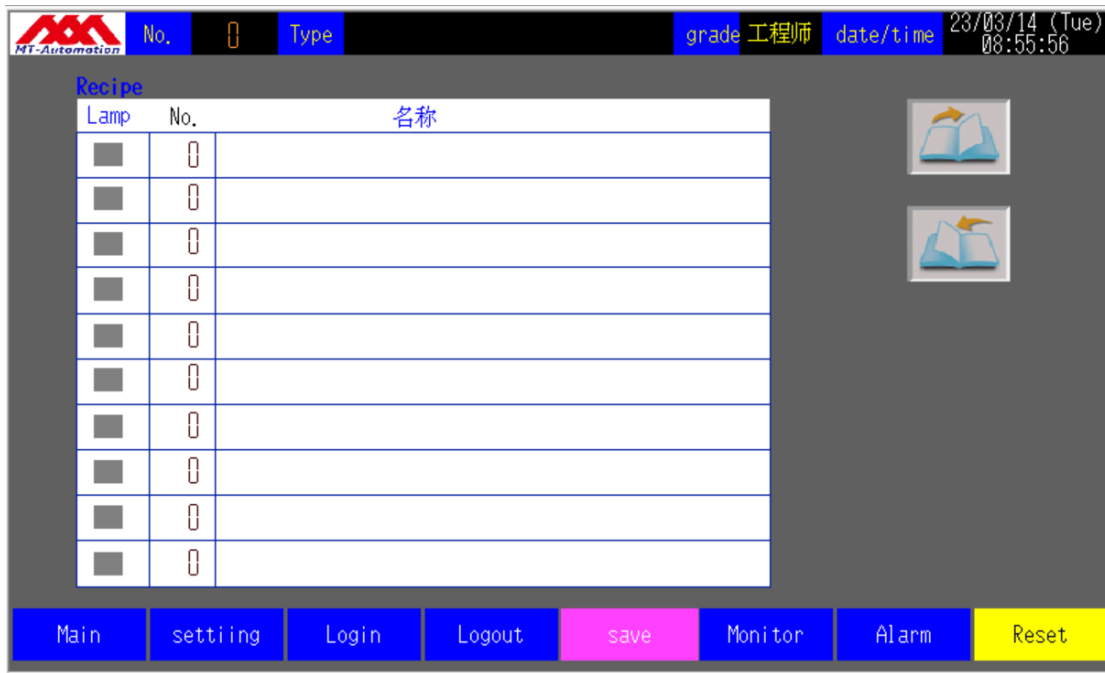 MT-Automation No. 0 Type grade 工程师 date/time 23/03/14 (Tue)
08:55:56
Recipe
Lamp No. 名称
0
0
0
0
0
0
0
0
0
0
Main settiing Login Logout save Monitor Alarm Reset